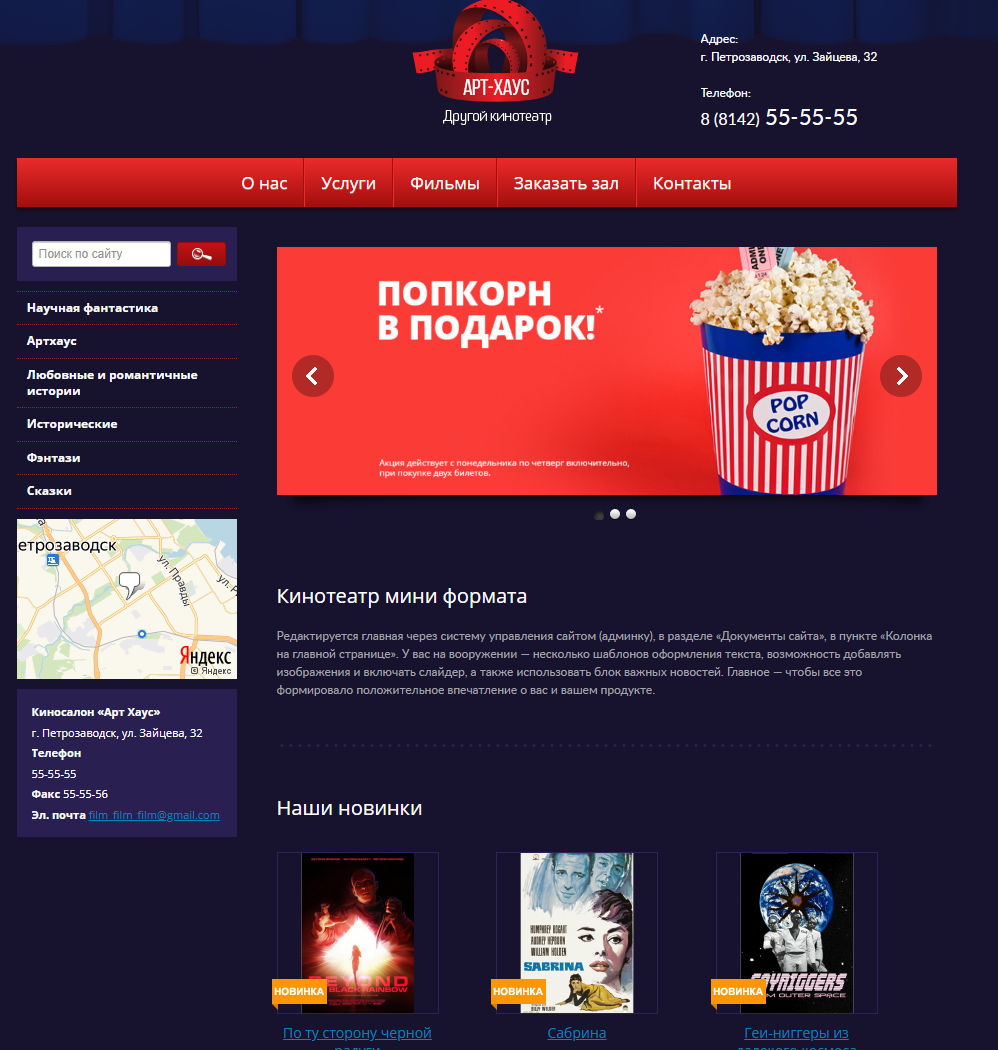 АРТ-ХАУС
Другой кинотеатр
Адрес:
г. Петрозаводск, ул. Зайцева, 32
Телефон:
8 (8142) 55-55-55
О нас
Услуги
Фильмы
Заказать зал
Контакты
Поиск по сайту
Научная фантастика
Артхаус
Любовные и романтичные
истории
Исторические
Фэнтази
Сказки
етрозаводск
ул. Правды
Яндекс
© Яндекс
Киносалон «Арт Хаус»
г. Петрозаводск, ул. Зайцева, 32
Телефон
55-55-55
Факс 55-55-56
Эл. почта film_film_film@gmail.com
ПОПКОРН
В ПОДАРОК!*
POP
CORN
Акция действует с понедельника по четверг включительно,
при покупке двух билетов.
Кинотеатр мини формата
Редактируется главная через систему управления сайтом (админку), в разделе «Документы сайта», в пункте «Колонка
на главной странице». У вас на вооружении — несколько шаблонов оформления текста, возможность добавлять
изображения и включать слайдер, а также использовать блок важных новостей. Главное — чтобы все это
формировало положительное впечатление о вас и вашем продукте.
Наши новинки
BLACK RAINBOW
НОВИНКА
По ту сторону черной
радуги
HUMPHREY BOGART
AUDREY HEPBURN
WILLIAM HOLDEN
SABRINA
BILLY WILDER
НОВИНКА
Сабрина
OUTER SPACE
НОВИНКА
Геи-ниггеры из
далекого космоса